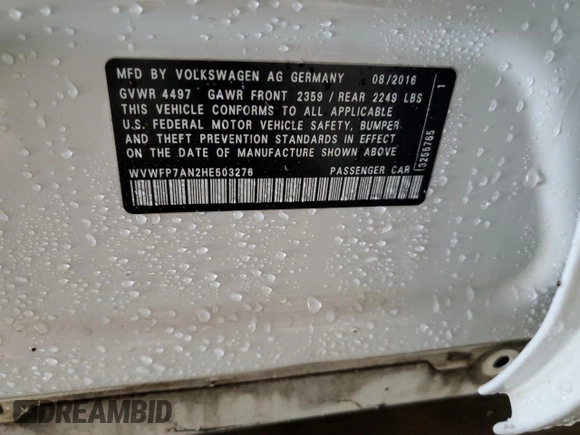 MFD BY VOLKSWAGEN AG GERMANY 08/2016
GVWR 4497 GAWR FRONT 2359 / REAR 2249 LBS
THIS VEHICLE CONFORMS TO ALL APPLICABLE
U.S. FEDERAL MOTOR VEHICLE SAFETY, BUMPER
AND THEFT PREVENTION STANDARDS IN EFFECT
ON THE DATE OF MANUFACTURE SHOWN ABOVE
WVWFP7AN2HE503276 PASSENGER CAR
3255765 1
DREAMBID